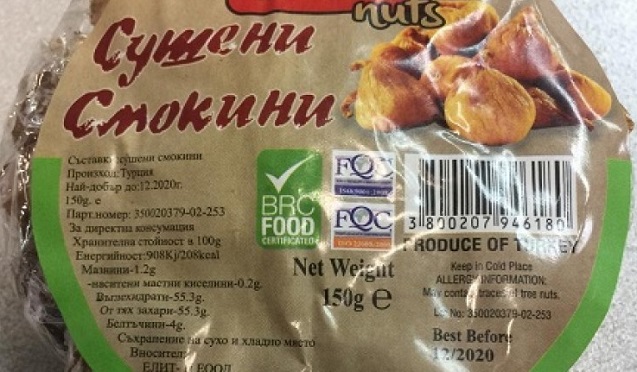 nuts
Сушени
Смокини
Съставки:сушени смокини
Произход:Турция
Най-добър до:12.2020г.
150g. e
Парт.номер: 350020379-02-253
За директна консумация
Хранителна стойност в 100g
Енергийност:908Kj/208kcal
Мазнини-1.2g
-наситени мастни киселини-0.2g.
Въглехидрати-55.3g.
От тях захари-55.3g.
Белтъчини-4g.
Съхранение на сухо и хладно място
Вносител
ЕЛИТ- ЕООД
BRC
FOOD
CERTIFICATED
FQC
FQC
Net Weight
150g e
3 800207 946180
PRODUCE OF TURKEY
Keep in Cold Place
ALLERGY INFORMATION:
May contain traces of tree nuts.
No: 350020379-02-253
Best Before
12/2020